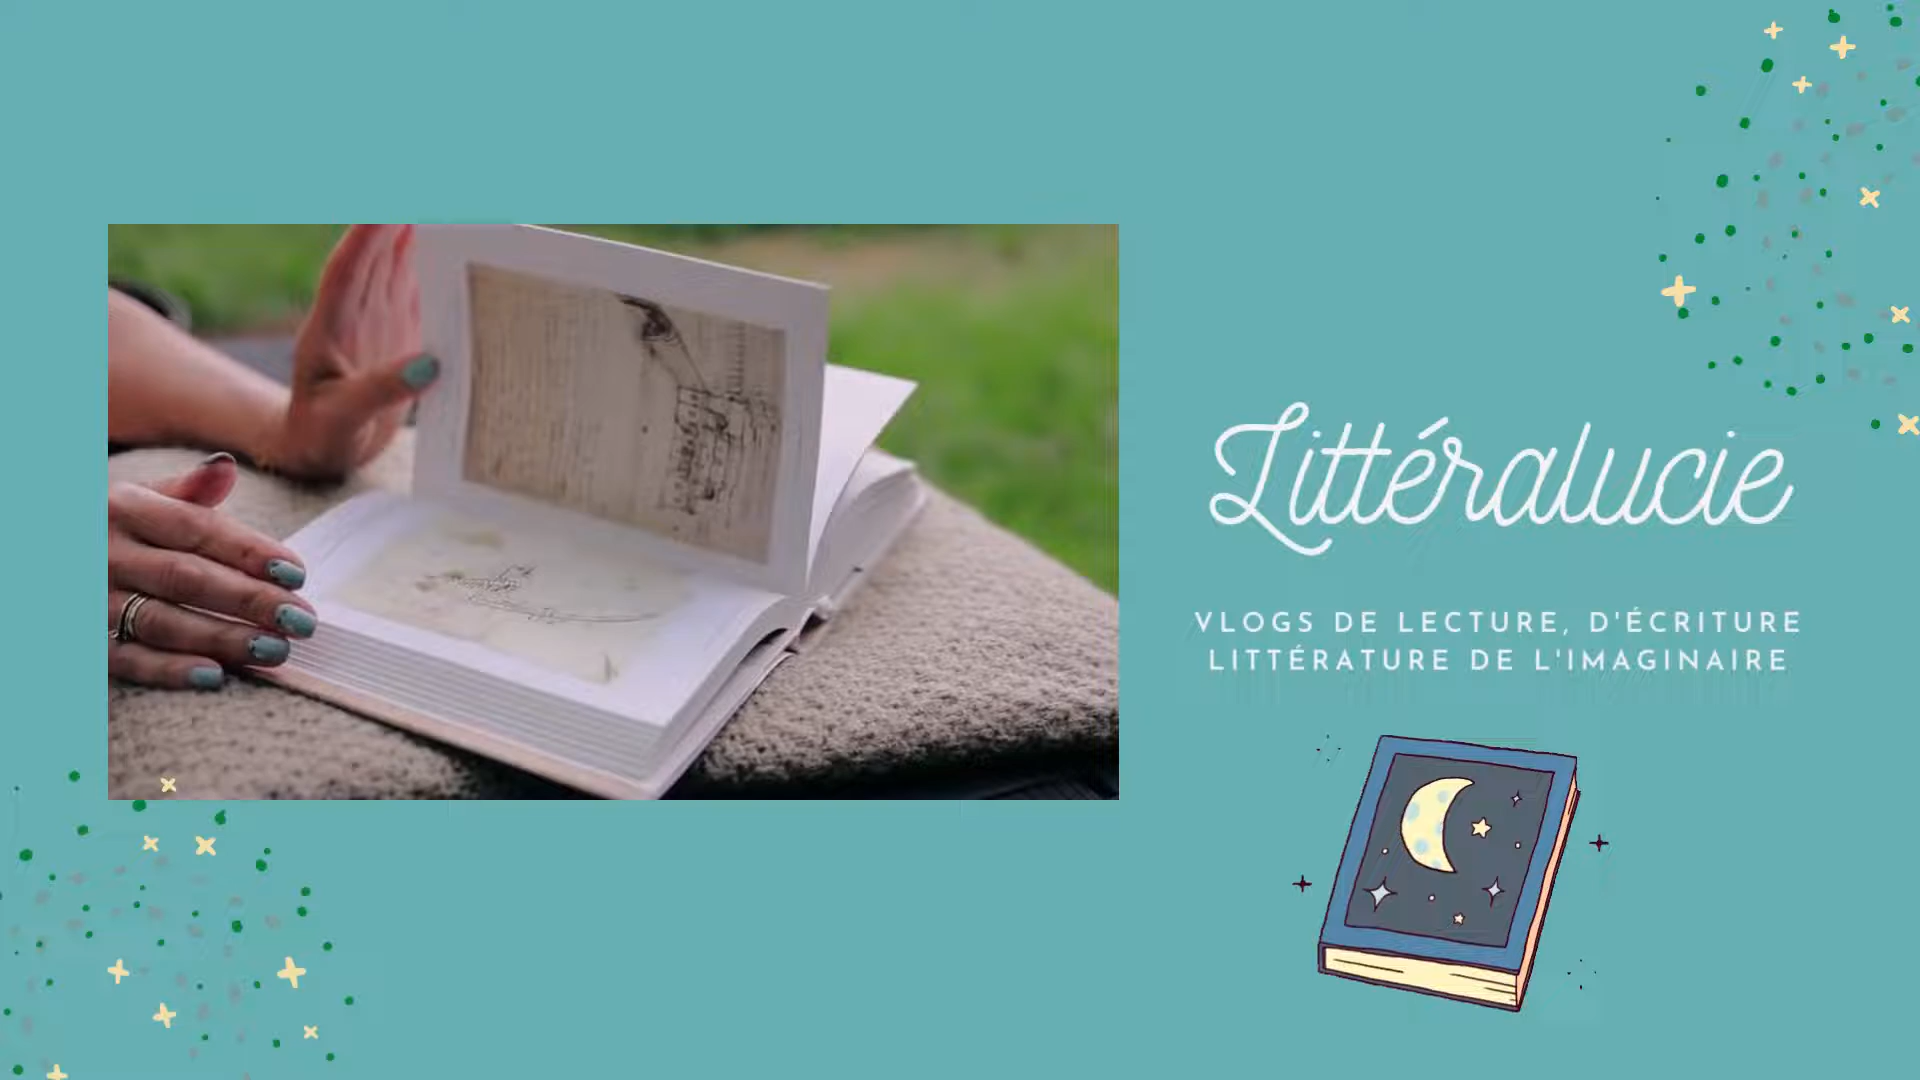 Littéralucie
VLOGS DE LECTURE, D'ÉCRITURE
LITTÉRATURE DE L'IMAGINAIRE